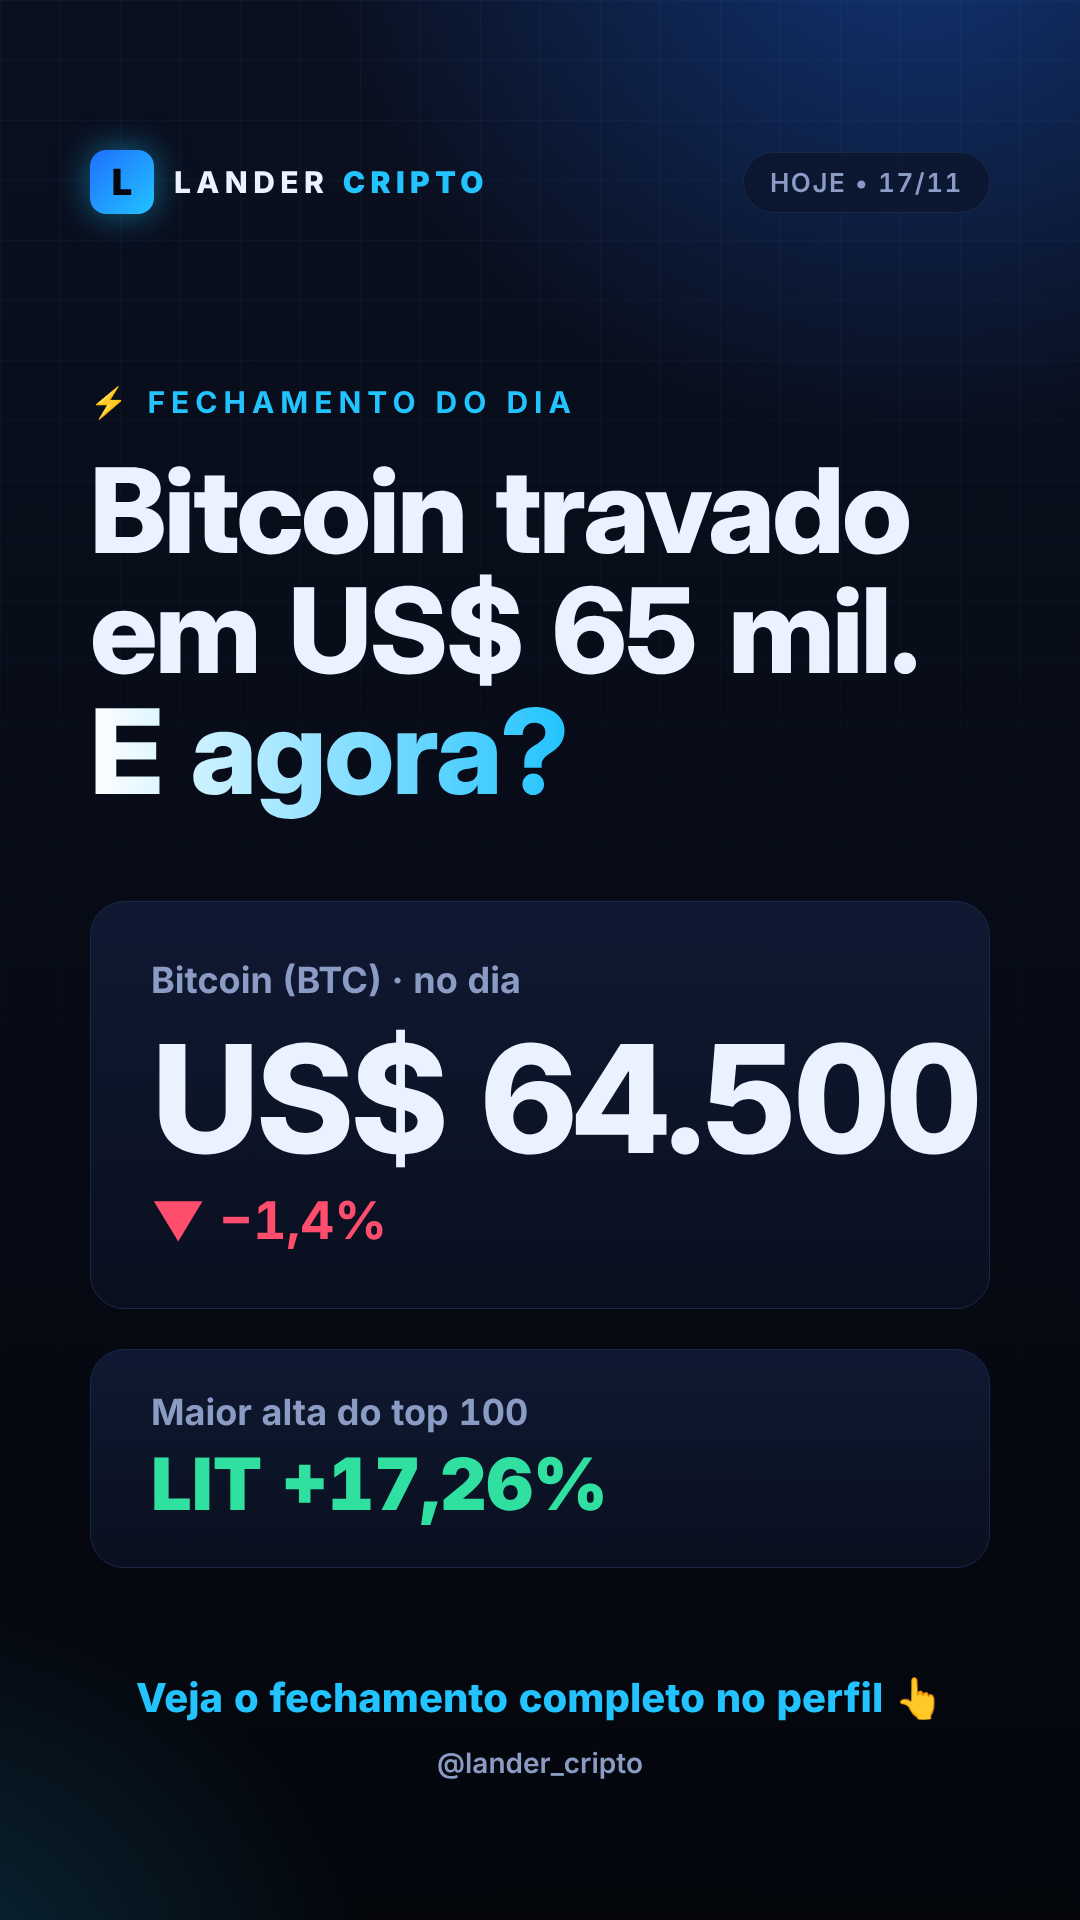 L LANDER CRIPTO
HOJE • 17/11
⚡ FECHAMENTO DO DIA
Bitcoin travado
em US$ 65 mil.
E agora?
Bitcoin (BTC) · no dia
US$ 64.500
▼ −1,4%
Maior alta do top 100
LIT +17,26%
Veja o fechamento completo no perfil 👆
@lander_cripto